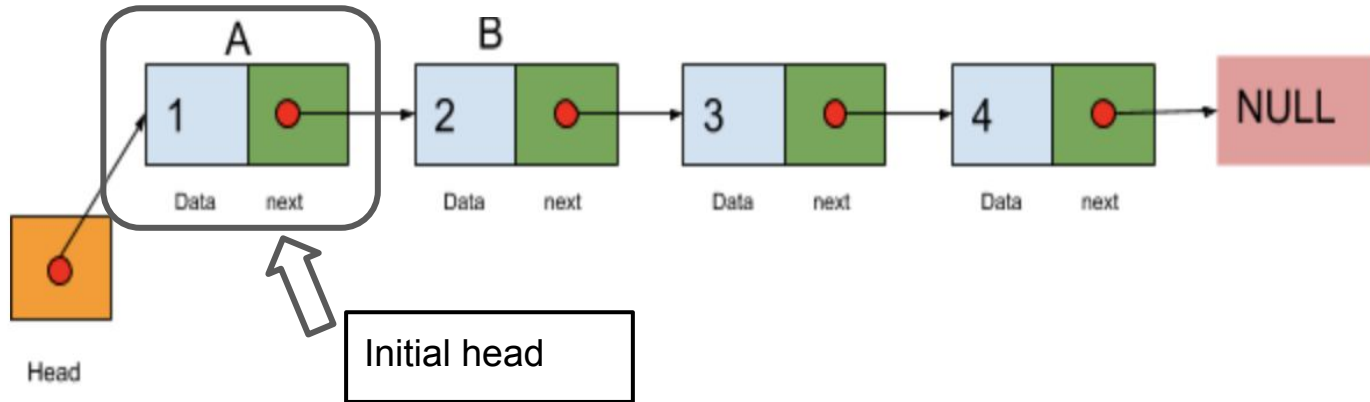 A
B
1
2
3
4
NULL
Data next
Data next
Data next
Data next
Initial head
Head